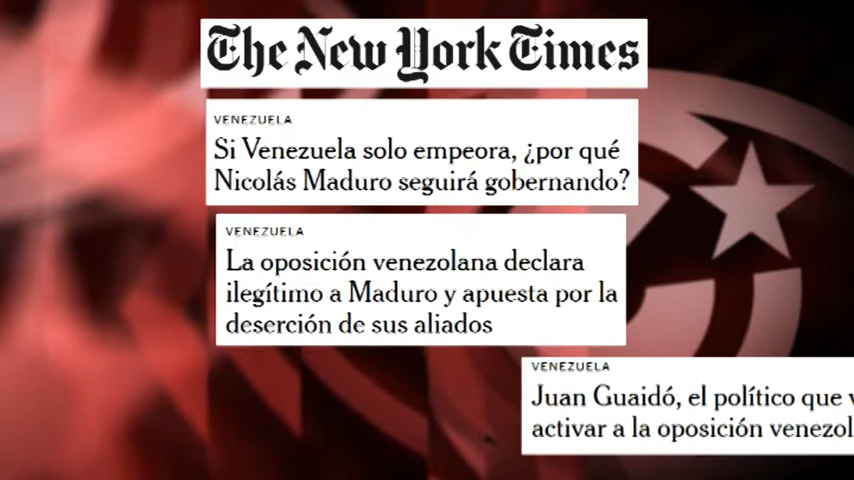 The New York Times
VENEZUELA
Si Venezuela solo empeora, ¿por qué
Nicolás Maduro seguirá gobernando?
VENEZUELA
La oposición venezolana declara
ilegítimo a Maduro y apuesta por la
deserción de sus aliados
VENEZUELA
Juan Guaidó, el político que
activar a la oposición